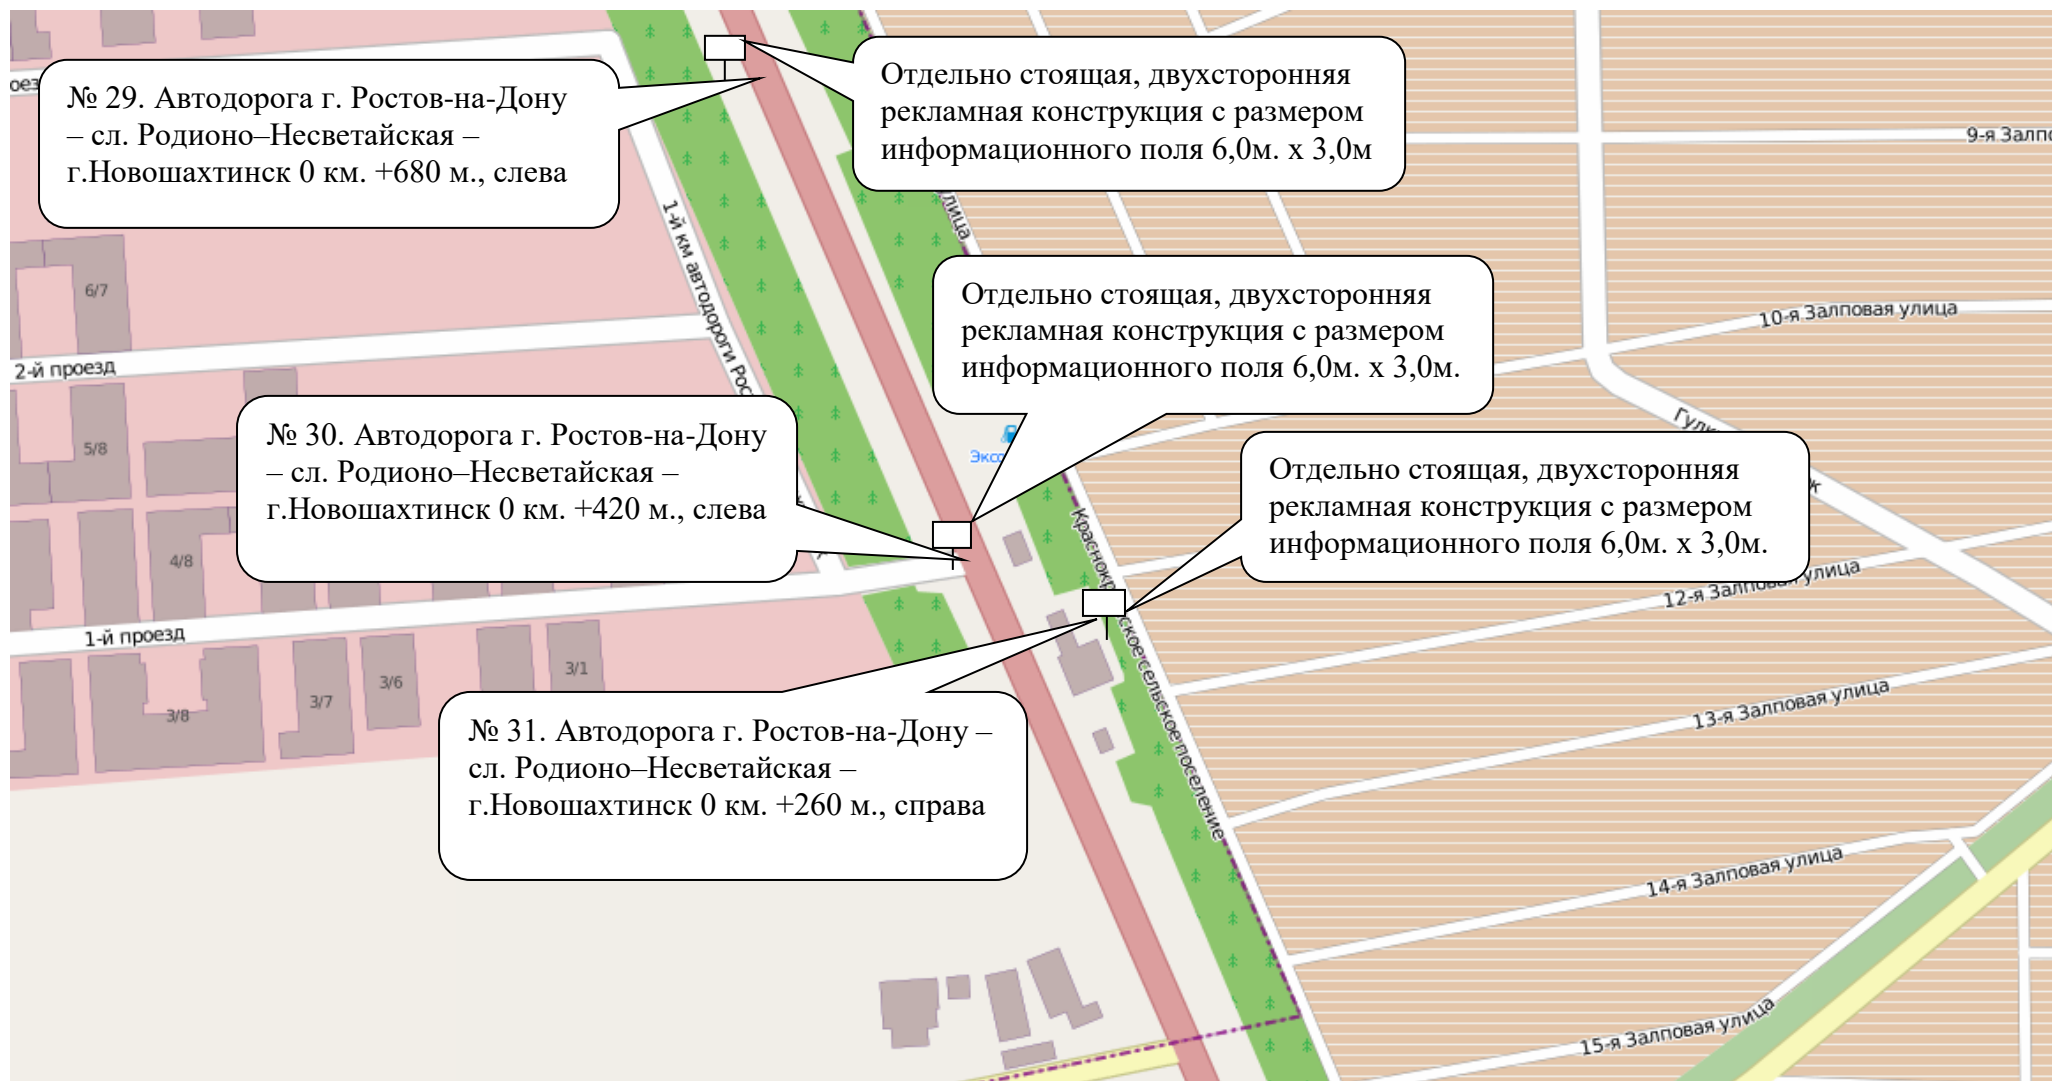 № 29. Автодорога г. Ростов-на-Дону
– сл. Родионо–Несветайская –
г.Новошахтинск 0 км. +680 м., слева
Отдельно стоящая, двухсторонняя
рекламная конструкция с размером
информационного поля 6,0м. х 3,0м
9-я Залпо
лица
1-й км автодороги Рос
6/7
Отдельно стоящая, двухсторонняя
рекламная конструкция с размером
информационного поля 6,0м. х 3,0м.
10-я Залповая улица
2-й проезд
5/8
№ 30. Автодорога г. Ростов-на-Дону
– сл. Родионо–Несветайская –
г.Новошахтинск 0 км. +420 м., слева
Отдельно стоящая, двухсторонняя
рекламная конструкция с размером
информационного поля 6,0м. х 3,0м.
4/8
12-я Залповая улица
1-й проезд
Краснокр
ское сельское поселение
3/8
3/7
3/6
3/1
№ 31. Автодорога г. Ростов-на-Дону –
сл. Родионо–Несветайская –
г.Новошахтинск 0 км. +260 м., справа
13-я Залповая улица
14-я Залповая улица
15-я Залповая улица